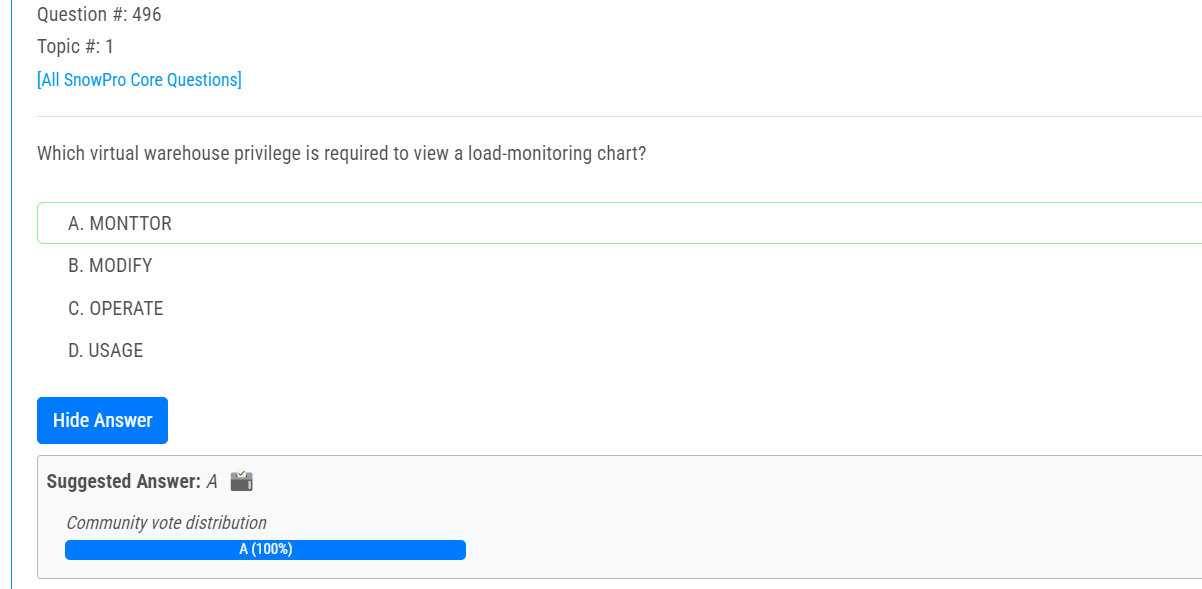 Question #: 496
Topic #: 1
[All SnowPro Core Questions]
Which virtual warehouse privilege is required to view a load-monitoring chart?
A. MONTTOR
B. MODIFY
C. OPERATE
D. USAGE
Hide Answer
Suggested Answer: A
Community vote distribution
A (100%)